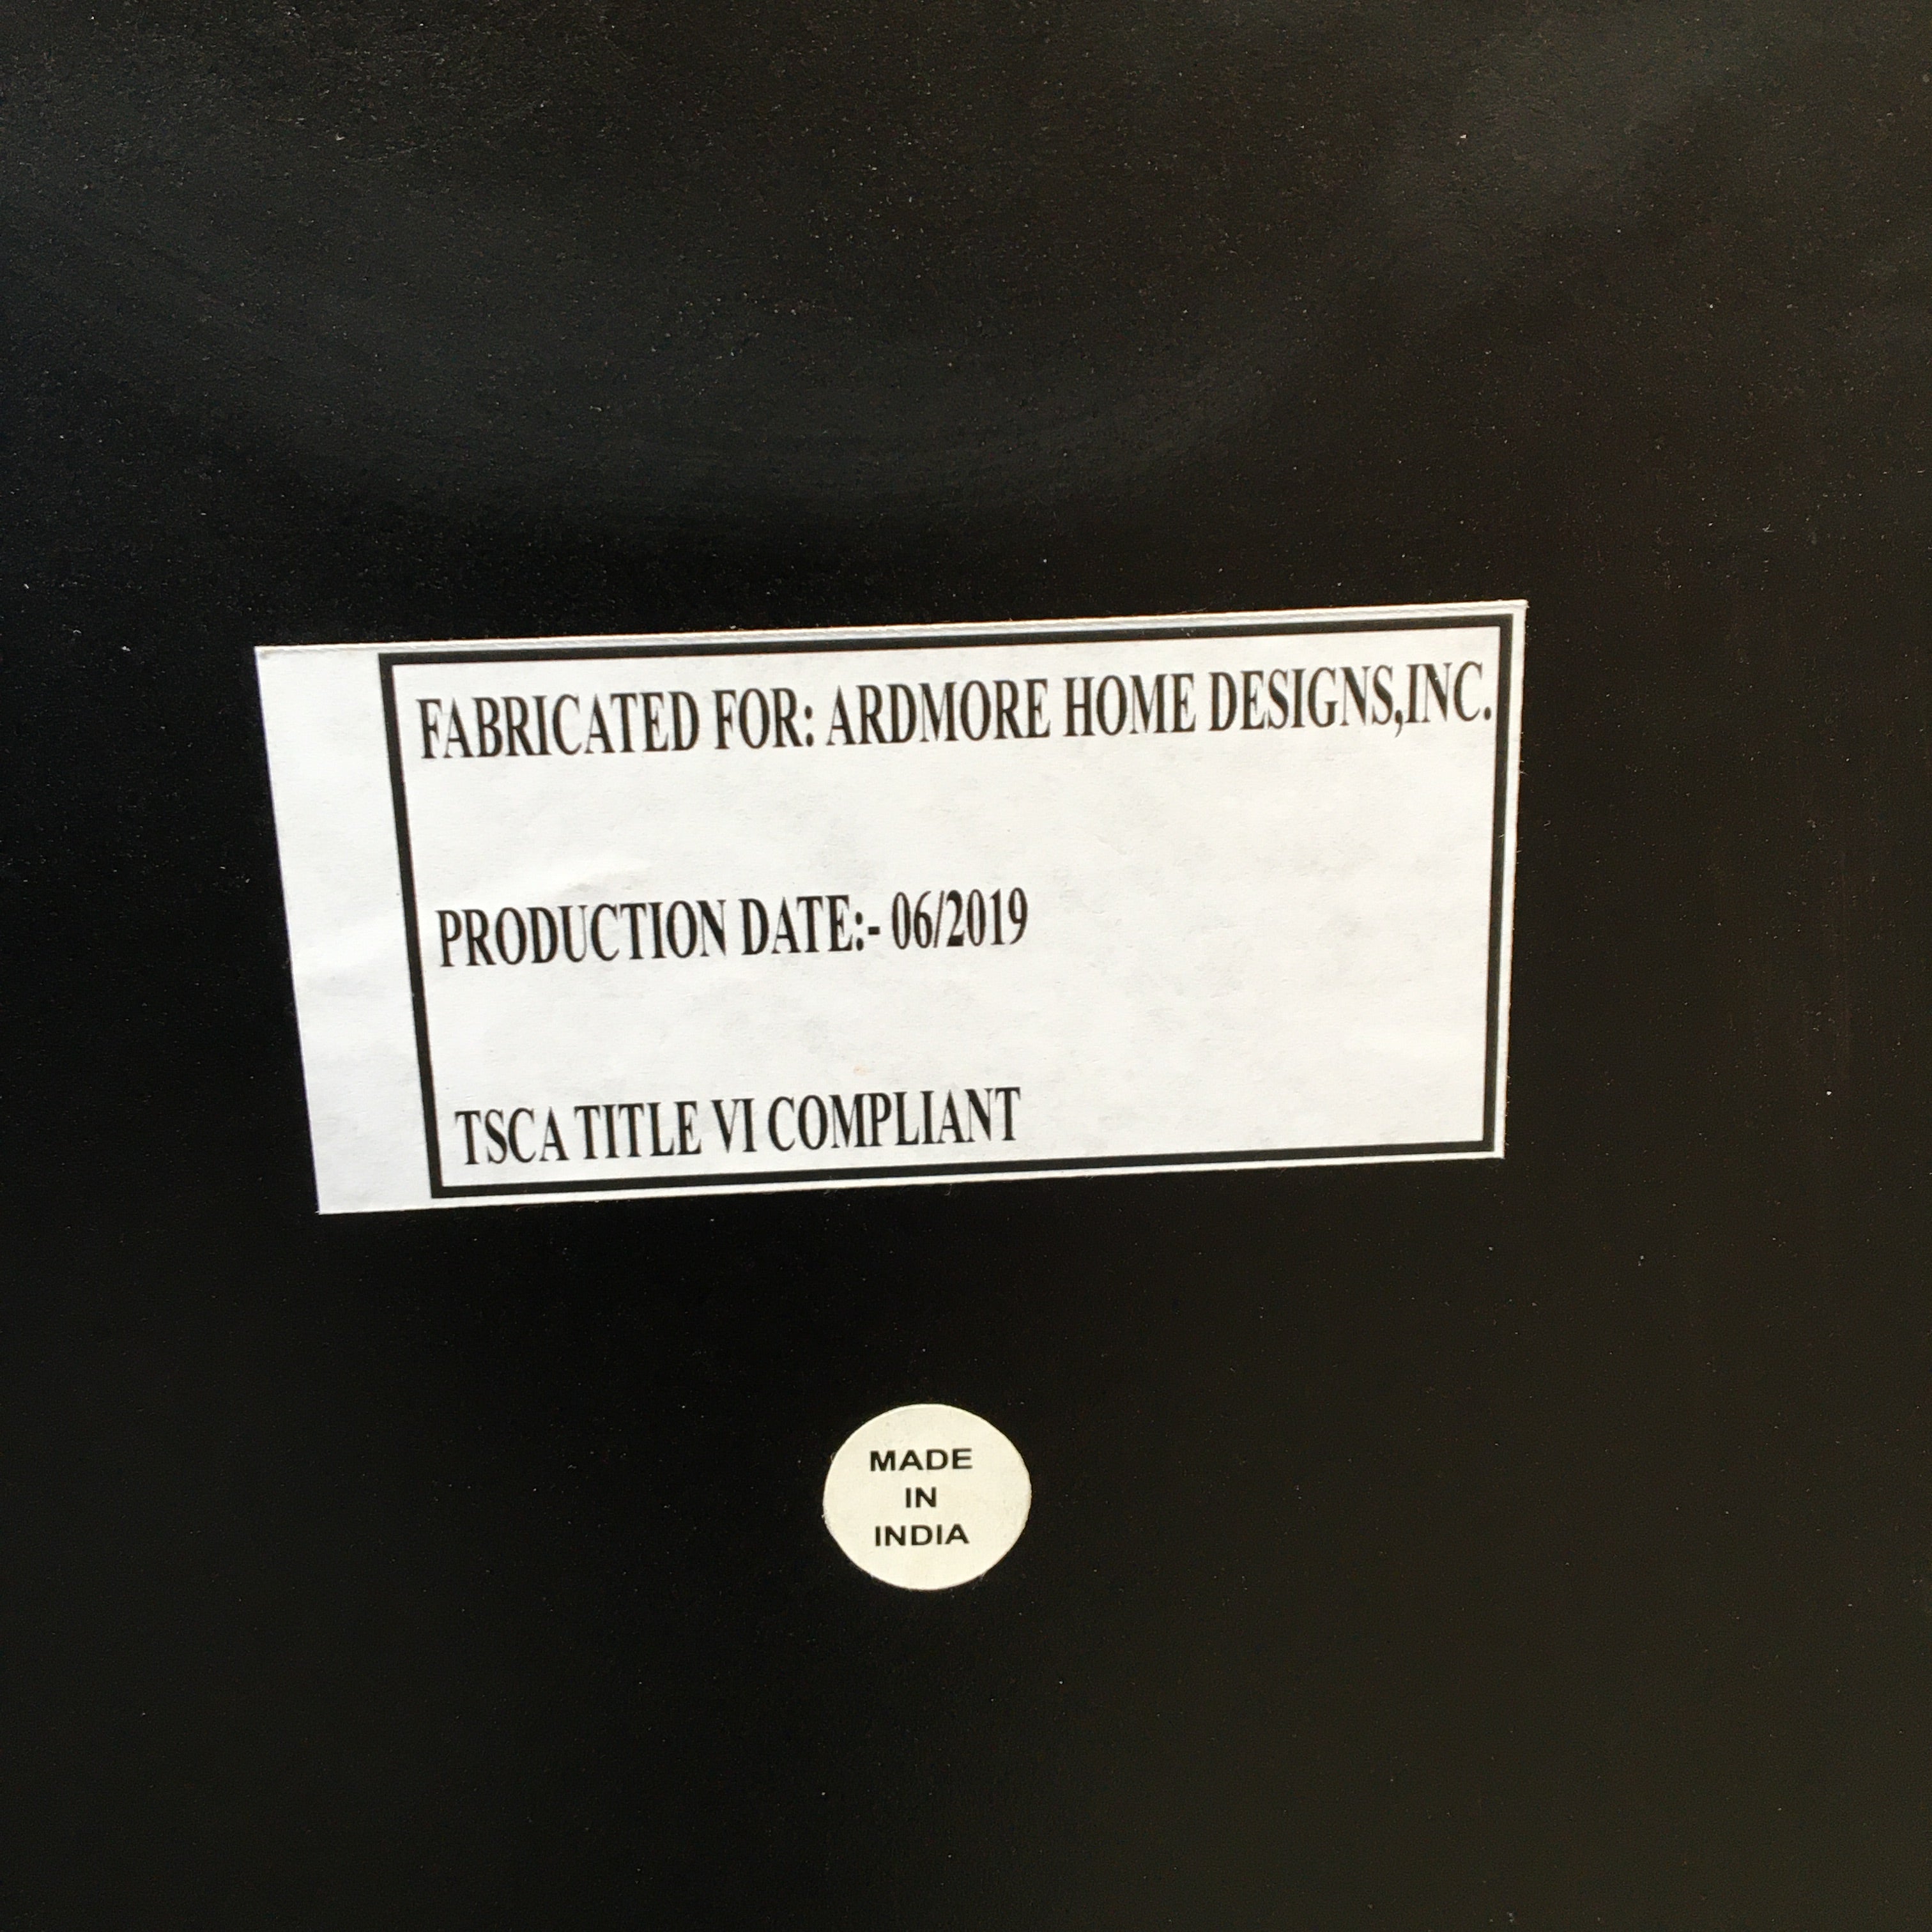 FABRICATED FOR: ARDMORE HOME DESIGNS,INC.
PRODUCTION DATE:- 06/2019
TSCA TITLE VI COMPLIANT
MADE
IN
INDIA